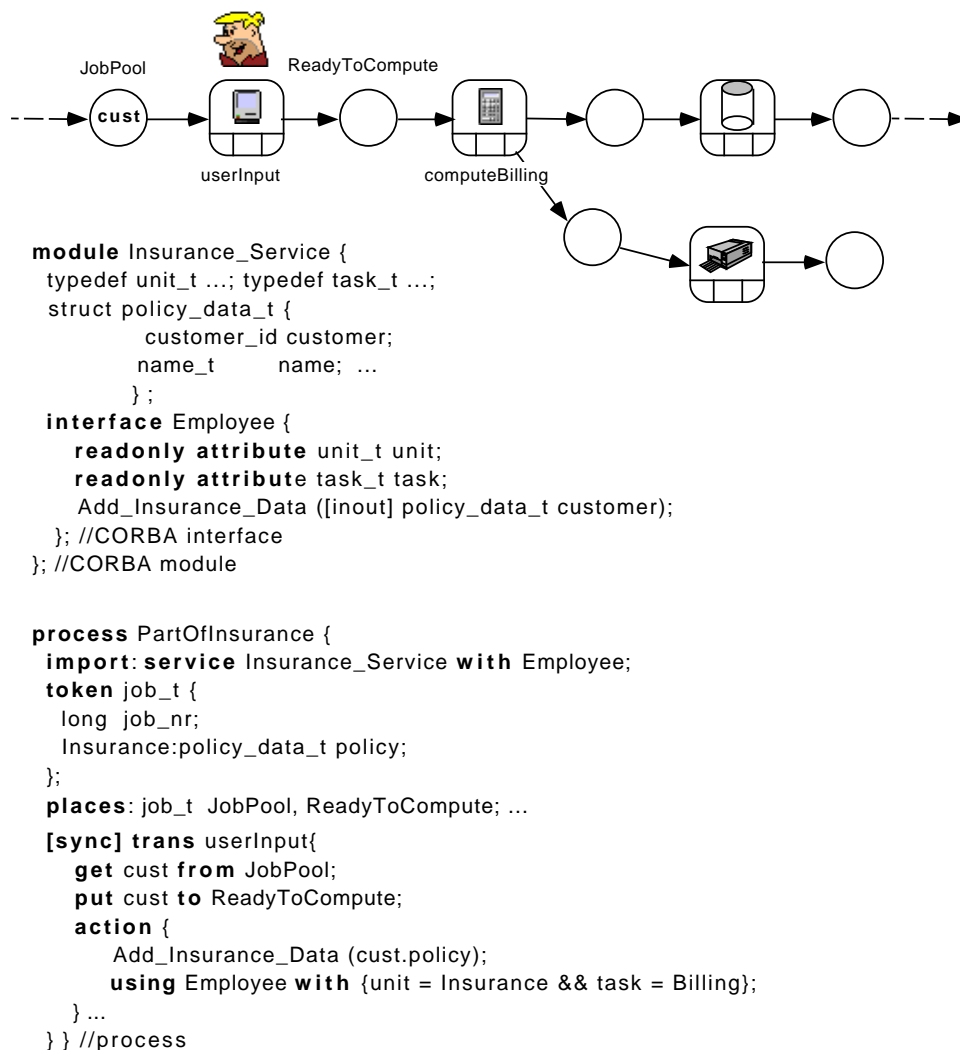 JobPool
ReadyToCompute
cust
userInput
computeBilling
module Insurance_Service {
typedef unit_t ...; typedef task_t ...;
struct policy_data_t {
customer_id customer;
name_t name; ...
} ;
interface Employee {
readonly attribute unit_t unit;
readonly attribute task_t task;
Add_Insurance_Data ([inout] policy_data_t customer);
}; //CORBA interface
}; //CORBA module
process PartOfInsurance {
import: service Insurance_Service with Employee;
token job_t {
long job_nr;
Insurance:policy_data_t policy;
};
places: job_t JobPool, ReadyToCompute; ...
[sync] trans userInput{
get cust from JobPool;
put cust to ReadyToCompute;
action {
Add_Insurance_Data (cust.policy);
using Employee with {unit = Insurance && task = Billing};
} ...
} } //process